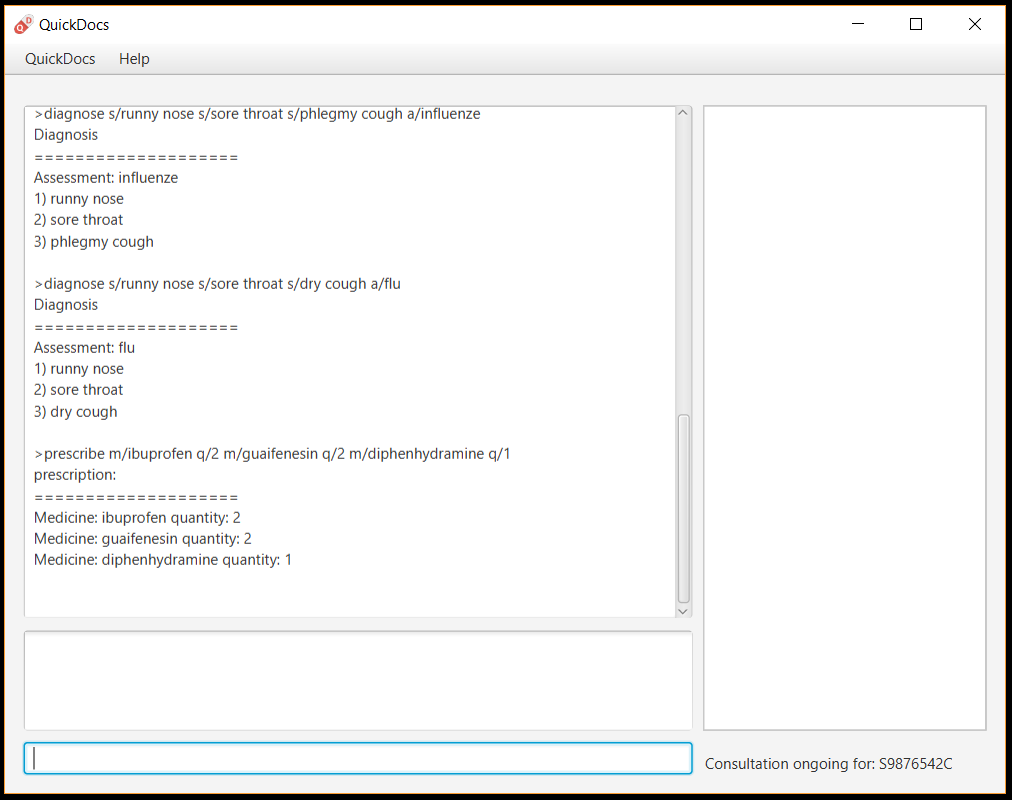 QuickDocs
QuickDocs Help
>diagnose s/runny nose s/sore throat s/phlegmy cough a/influenze
Diagnosis
====================
Assessment: influenze
1) runny nose
2) sore throat
3) phlegmy cough
>diagnose s/runny nose s/sore throat s/dry cough a/flu
Diagnosis
====================
Assessment: flu
1) runny nose
2) sore throat
3) dry cough
>prescribe m/ibuprofen q/2 m/guaifenesin q/2 m/diphenhydramine q/1
prescription:
====================
Medicine: ibuprofen quantity: 2
Medicine: guaifenesin quantity: 2
Medicine: diphenhydramine quantity: 1
Consultation ongoing for: S9876542C